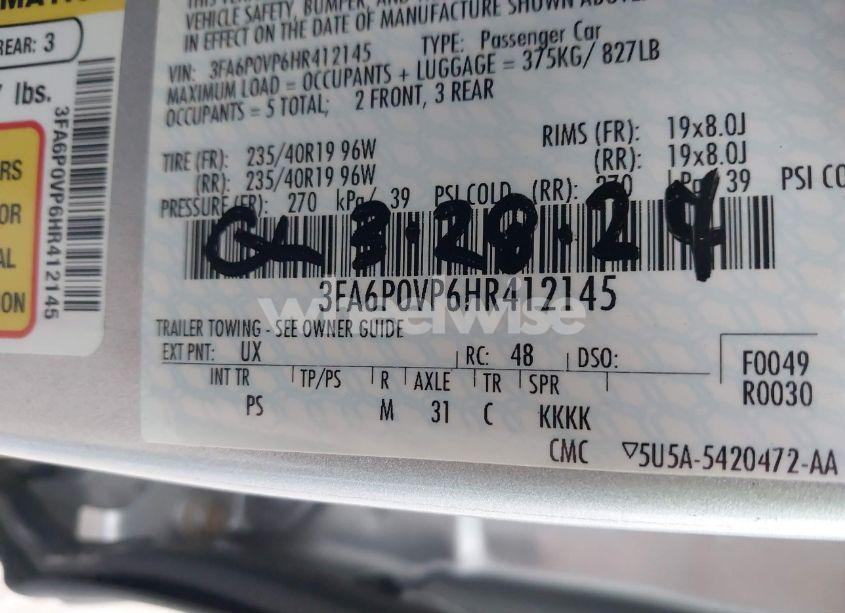 REAR: 3
lbs.
3FA6P0VP6HR412145
VEHICLE SAFETY, BUMPER, AND
IN EFFECT ON THE DATE OF MANUFACTURE SHOWN ABOVE
VIN: 3FA6P0VP6HR412145 TYPE: Passenger Car
MAXIMUM LOAD = OCCUPANTS + LUGGAGE = 375KG/ 827LB
OCCUPANTS = 5 TOTAL; 2 FRONT, 3 REAR
TIRE (FR): 235/40R19 96W RIMS (FR): 19x8.0J
(RR): 235/40R19 96W (RR): 19x8.0J
PRESSURE (FR): 270 kPa/ 39 PSI COLD (RR): 270 kPa/ 39 PSI CO
3·28·24
3FA6P0VP6HR412145
wheelwise
TRAILER TOWING - SEE OWNER GUIDE
EXT PNT: UX RC: 48 DSO: F0049
INT TR TP/PS R AXLE TR SPR R0030
PS M 31 C KKKK
CMC ▽5U5A-5420472-AA